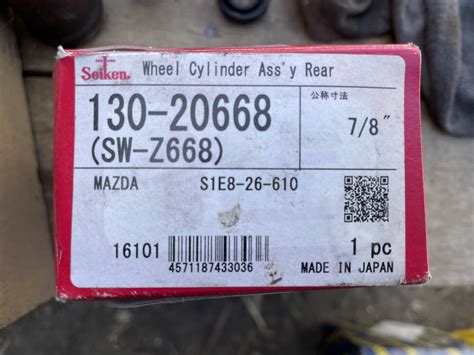 Seiken
Wheel Cylinder Ass'y Rear
130-20668
(SW-Z668)
公称寸法
7/8"
MAZDA S1E8-26-610
16101
4571187433036
1 pc
MADE IN JAPAN